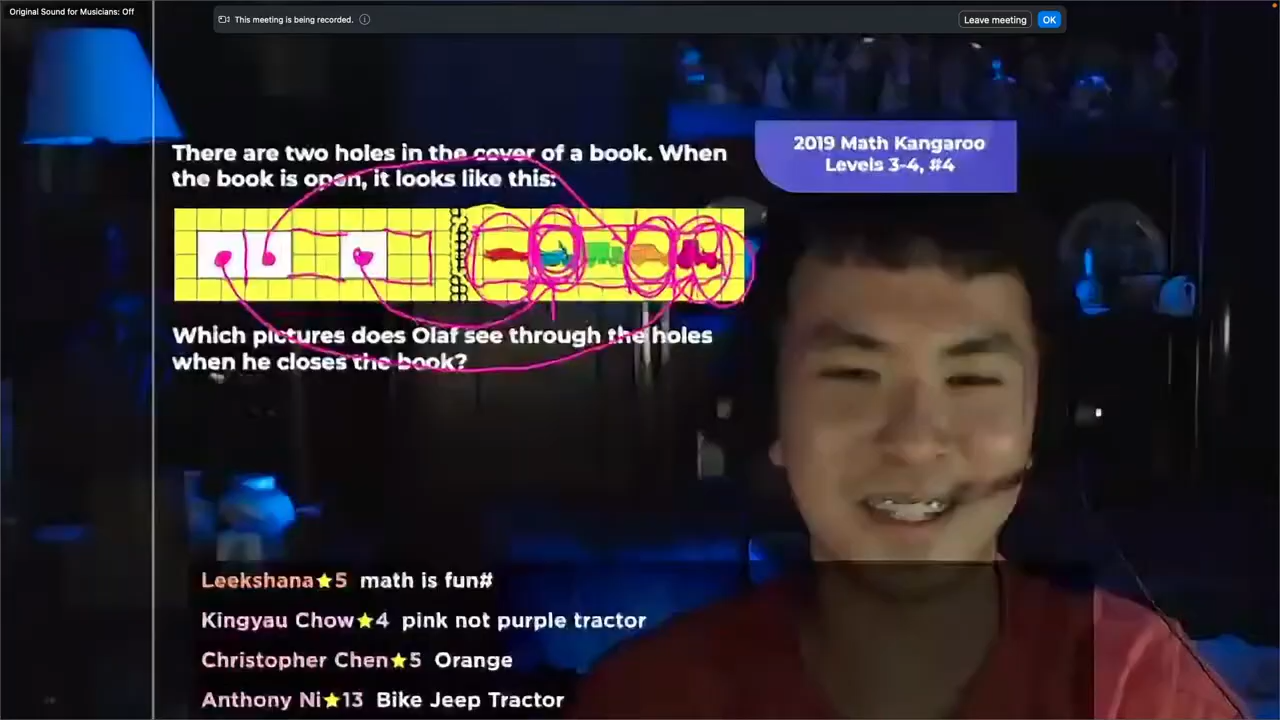 Original Sound for Musicians: Off
This meeting is being recorded.
Leave meeting
OK
There are two holes in the cover of a book. When
the book is open, it looks like this:
2019 Math Kangaroo
Levels 3-4, #4
Which pictures does Olaf see through the holes
when he closes the book?
Leekshana★5 math is fun#
Kingyau Chow★4 pink not purple tractor
Christopher Chen★5 Orange
Anthony Ni★13 Bike Jeep Tractor